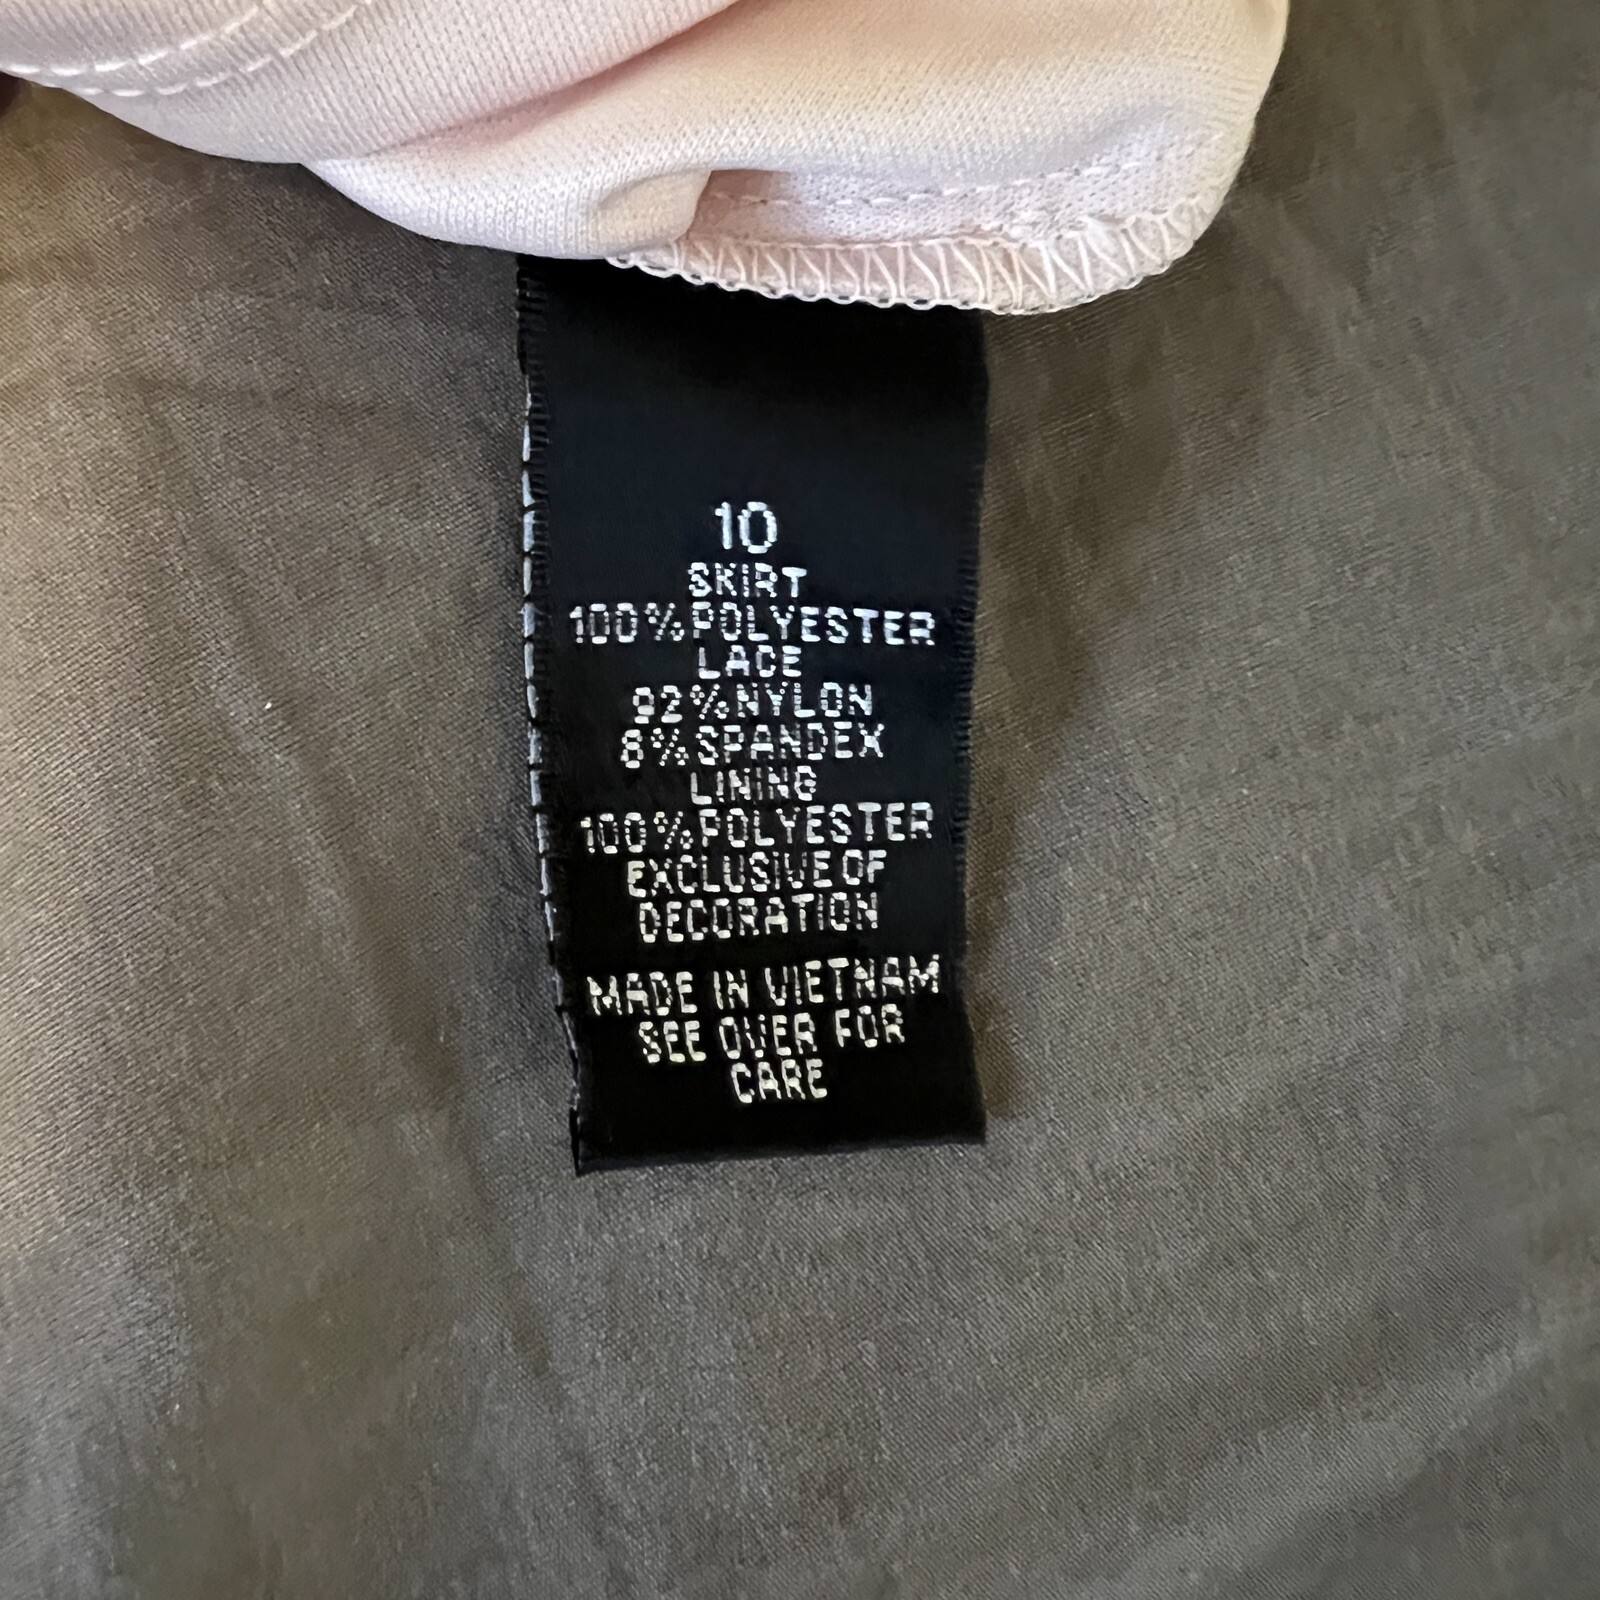 10
SKIRT
100%POLYESTER
LACE
92%NYLON
8%SPANDEX
LINING
100%POLYESTER
EXCLUSIVE OF
DECORATION
MADE IN VIETNAM
SEE OVER FOR
CARE